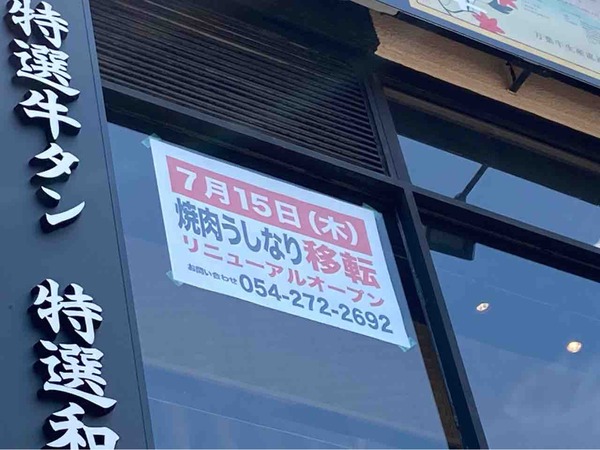 特選牛タン
特選和
7月15日(木)
焼肉うしなり移転
リニューアルオープン
お問い合わせ 054-272-2692